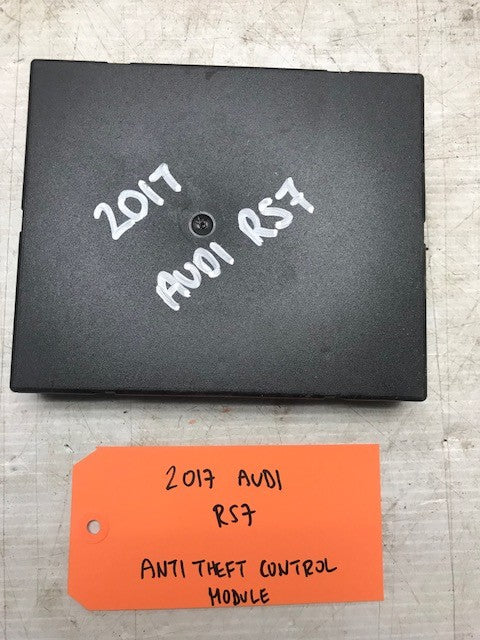 2017
AUDI RS7
2017 AUDI
RS7
ANTI THEFT CONTROL
MODULE